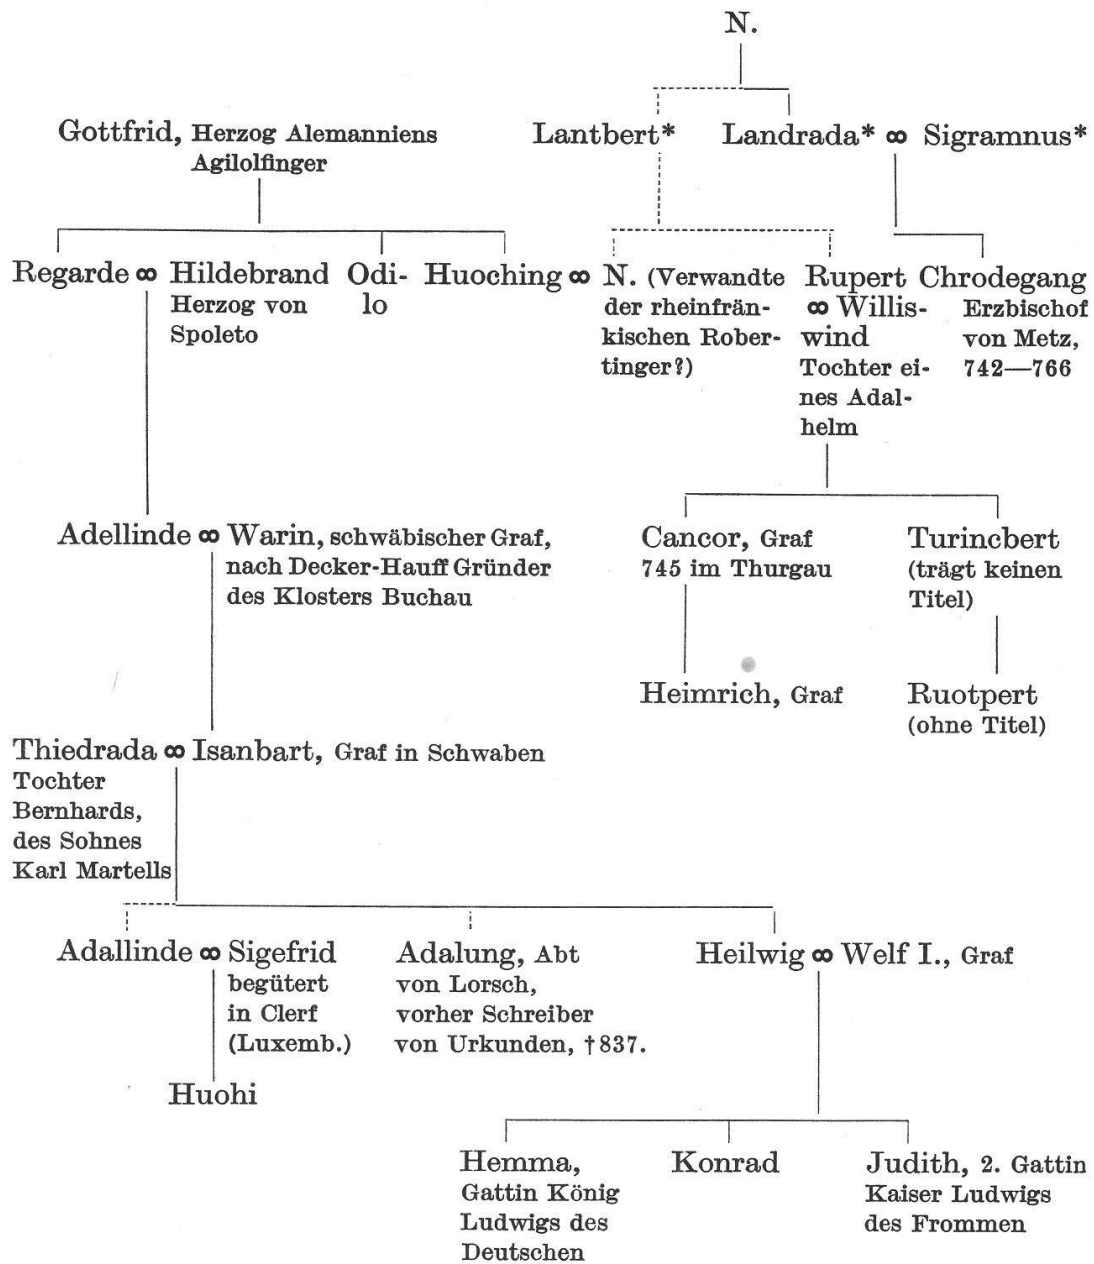 N.
Gottfrid, Herzog Alemanniens
Agilolfinger
Lantbert*
Landrada* ∞ Sigramnus*
Regarde ∞ Hildebrand
Herzog von
Spoleto
Odi-
lo
Huoching ∞ N. (Verwandte
der rheinfrän-
kischen Rober-
tinger?)
Rupert
∞ Willis-
wind
Tochter ei-
nes Adal-
helm
Chrodegang
Erzbischof
von Metz,
742—766
Adellinde ∞ Warin, schwäbischer Graf,
nach Decker-Hauff Gründer
des Klosters Buchau
Cancor, Graf
745 im Thurgau
Turincbert
(trägt keinen
Titel)
Heimrich, Graf
Ruotpert
(ohne Titel)
Thiedrada ∞ Isanbart, Graf in Schwaben
Tochter
Bernhards,
des Sohnes
Karl Martells
Adallinde ∞ Sigefrid
begütert
in Clerf
(Luxemb.)
Adalung, Abt
von Lorsch,
vorher Schreiber
von Urkunden, †837.
Heilwig ∞ Welf I., Graf
Huohi
Hemma,
Gattin König
Ludwigs des
Deutschen
Konrad
Judith, 2. Gattin
Kaiser Ludwigs
des Frommen